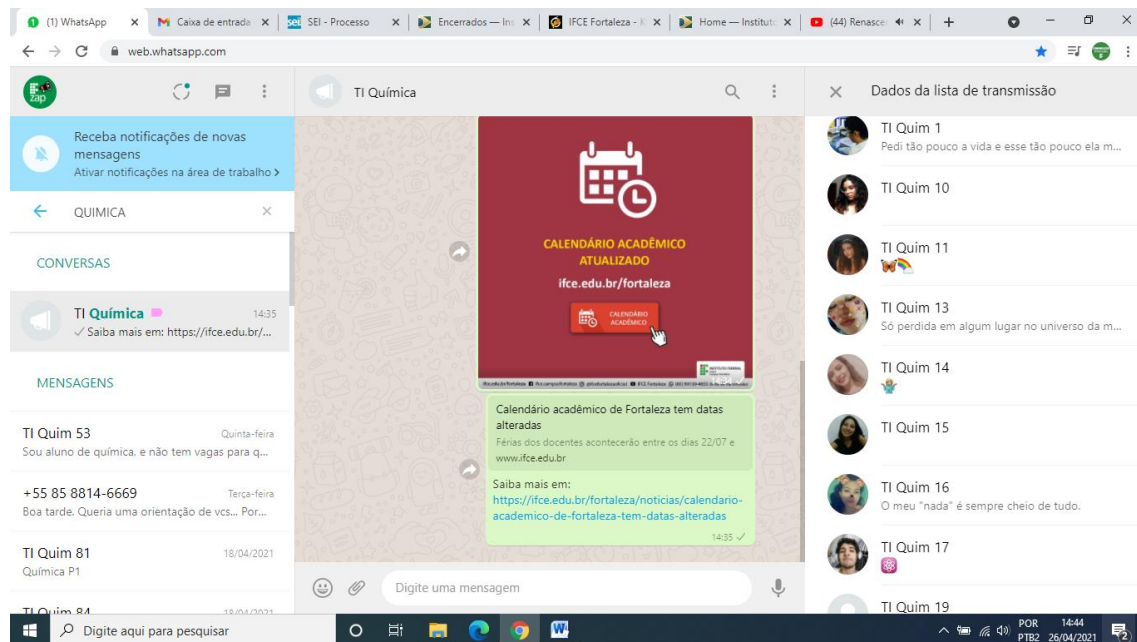 (1) WhatsApp
Caixa de entrada
SEI - Processo
Encerrados — Ins
IFCE Fortaleza - K
Home — Instituto
(44) Renascer
web.whatsapp.com
zap
TI Química
Dados da lista de transmissão
Receba notificações de novas
mensagens
Ativar notificações na área de trabalho >
QUIMICA
CONVERSAS
TI Química
14:35
Saiba mais em: https://ifce.edu.br/...
MENSAGENS
TI Quim 53
Quinta-feira
Sou aluno de química, e não tem vagas para q...
+55 85 8814-6669
Terça-feira
Boa tarde. Queria uma orientação de vcs... Por...
TI Quim 81
18/04/2021
Química P1
TI Quim 84
18/04/2021
CALENDÁRIO ACADÊMICO
ATUALIZADO
ifce.edu.br/fortaleza
CALENDÁRIO
ACADÊMICO
Calendário acadêmico de Fortaleza tem datas
alteradas
Férias dos docentes acontecerão entre os dias 22/07 e
www.ifce.edu.br
Saiba mais em:
https://ifce.edu.br/fortaleza/noticias/calendario-
academico-de-fortaleza-tem-datas-alteradas
14:35
Digite uma mensagem
TI Quim 1
Pedi tão pouco a vida e esse tão pouco ela m...
TI Quim 10
TI Quim 11
TI Quim 13
Só perdida em algum lugar no universo da m...
TI Quim 14
TI Quim 15
TI Quim 16
O meu "nada" é sempre cheio de tudo.
TI Quim 17
TI Quim 19
Digite aqui para pesquisar
POR
PTB2
14:44
26/04/2021